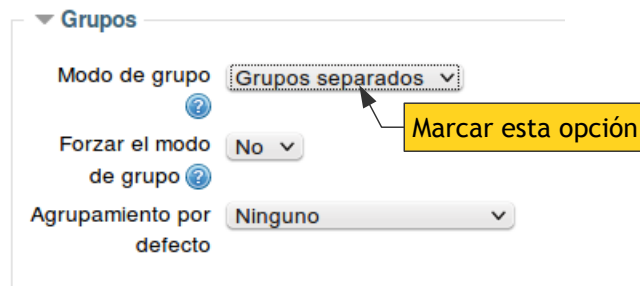 Grupos
Modo de grupo Grupos separados
Marcar esta opción
Forzar el modo No
de grupo
Agrupamiento por Ninguno
defecto